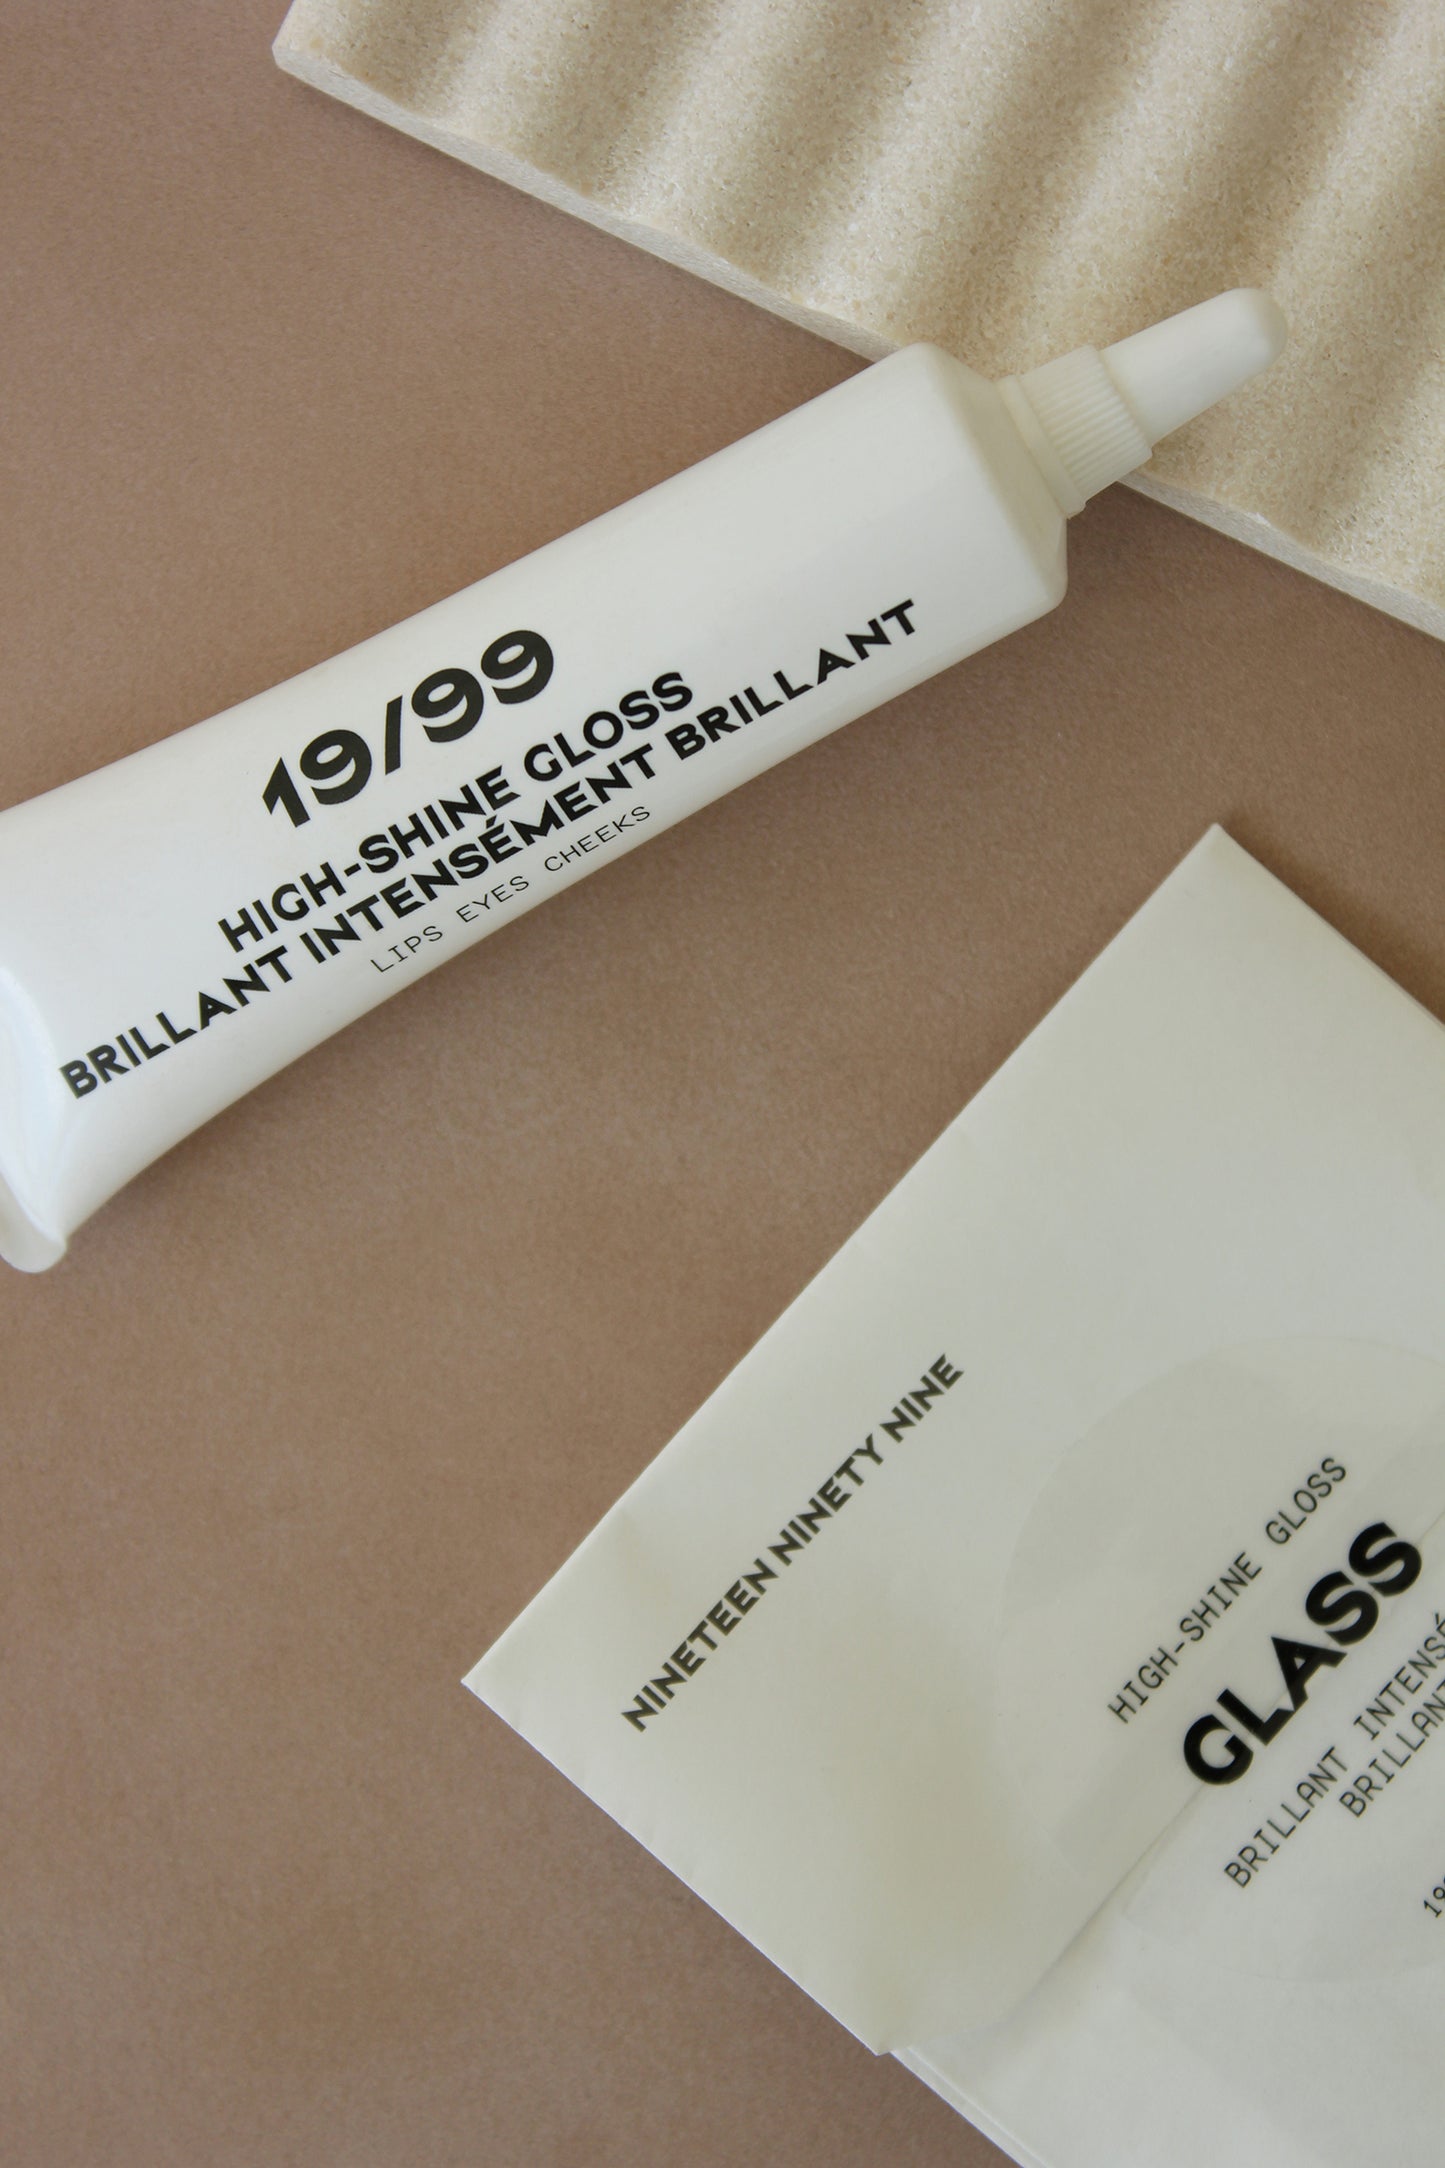 19/99
HIGH-SHINE GLOSS
BRILLANT INTENSÉMENT BRILLANT
LIPS EYES CHEEKS
NINETEEN NINETY NINE
HIGH-SHINE GLOSS
GLASS
BRILLANT
BRILLANT